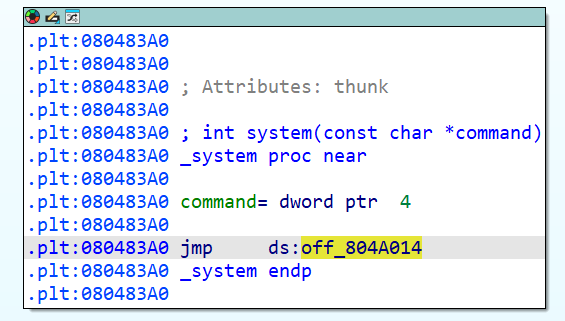 .plt:080483A0
.plt:080483A0
.plt:080483A0 ; Attributes: thunk
.plt:080483A0
.plt:080483A0 ; int system(const char *command)
.plt:080483A0 _system proc near
.plt:080483A0
.plt:080483A0 command= dword ptr  4
.plt:080483A0
.plt:080483A0 jmp     ds:off_804A014
.plt:080483A0 _system endp
.plt:080483A0